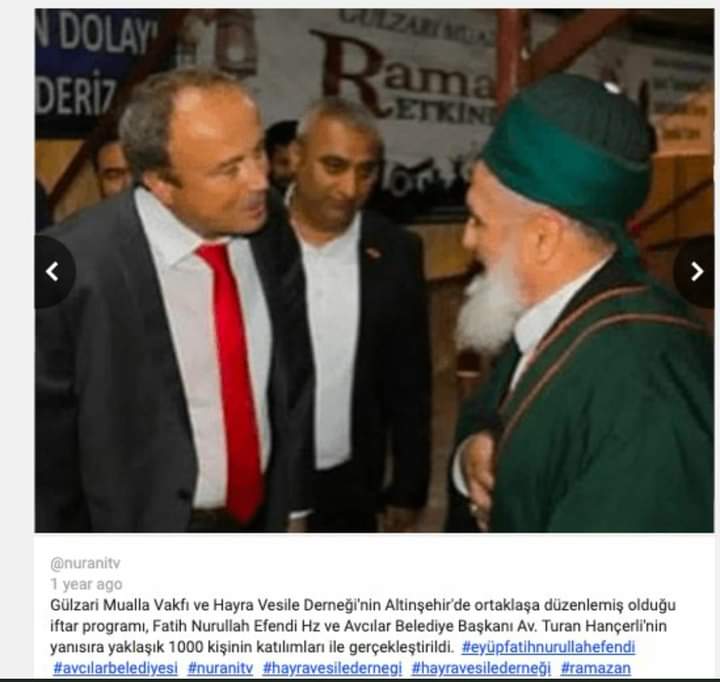 N DOLAYI
DERİZ
GÜLZARİ MUA
Rama
ETKİN
@nuranitv
1 year ago
Gülzari Mualla Vakfı ve Hayra Vesile Derneği'nin Altinşehir'de ortaklaşa düzenlemiş olduğu
iftar programı, Fatih Nurullah Efendi Hz ve Avcılar Belediye Başkanı Av. Turan Hançerli'nin
yanısıra yaklaşık 1000 kişinin katılımları ile gerçekleştirildi. #eyüpfatihnurullahefendi
#avcılarbelediyesi #nuranitv #hayravesiledernegi #hayravesilederneği #ramazan